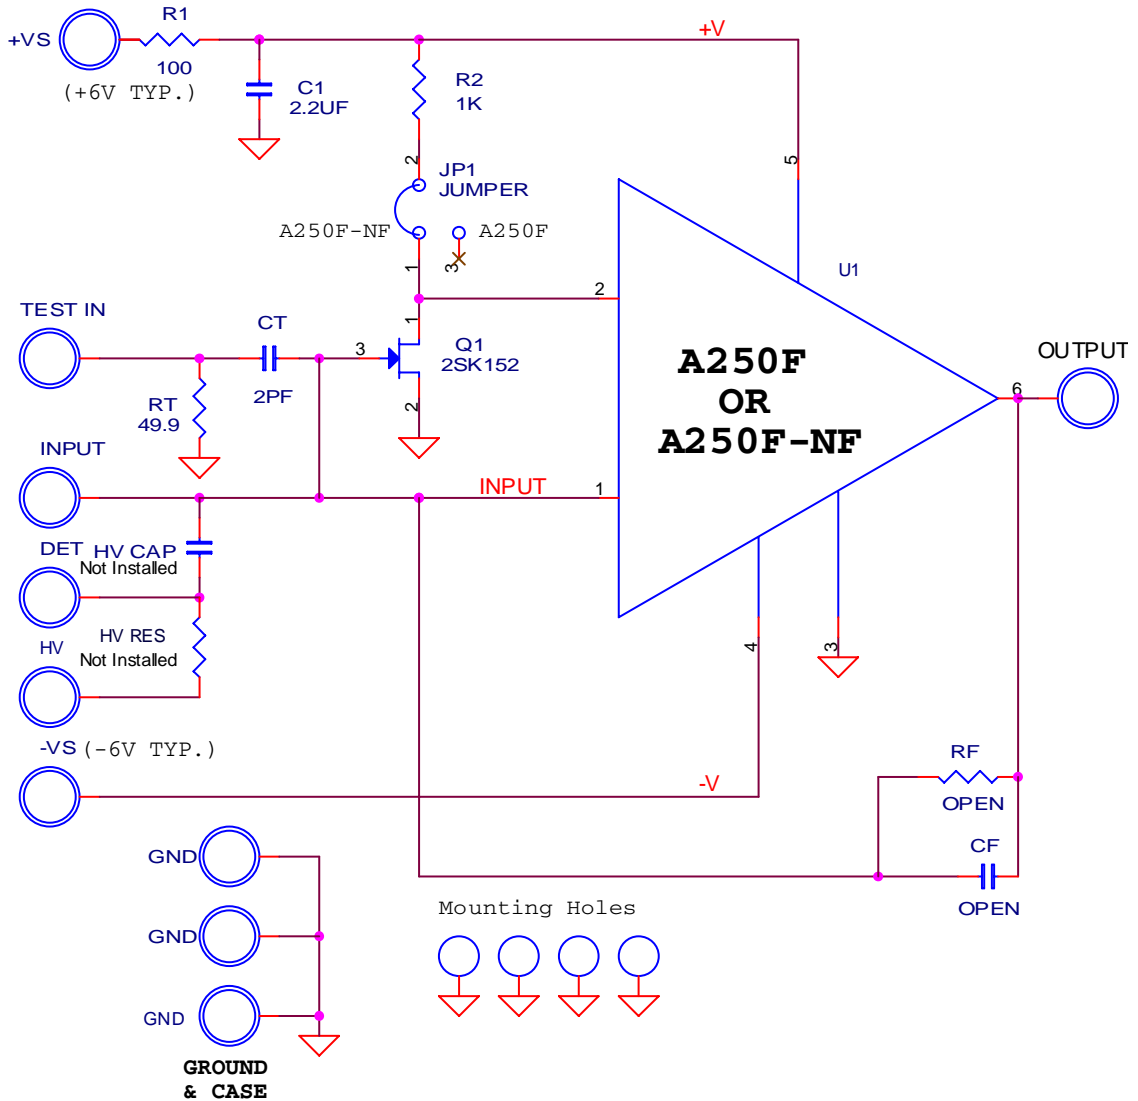 R1
+VS
100
(+6V TYP.)
C1
2.2UF
R2
1K
+V
5
2
JP1
JUMPER
A250F-NF
A250F
1
3
U1
2
TEST IN
CT
3
1
Q1
2SK152
2PF
2
RT
49.9
A250F
OR
A250F-NF
OUTPUT
6
INPUT
INPUT
1
DET
HV CAP
Not Installed
HV
HV RES
Not Installed
4
3
-VS (-6V TYP.)
-V
RF
OPEN
CF
OPEN
GND
GND
GND
Mounting Holes
GROUND
& CASE